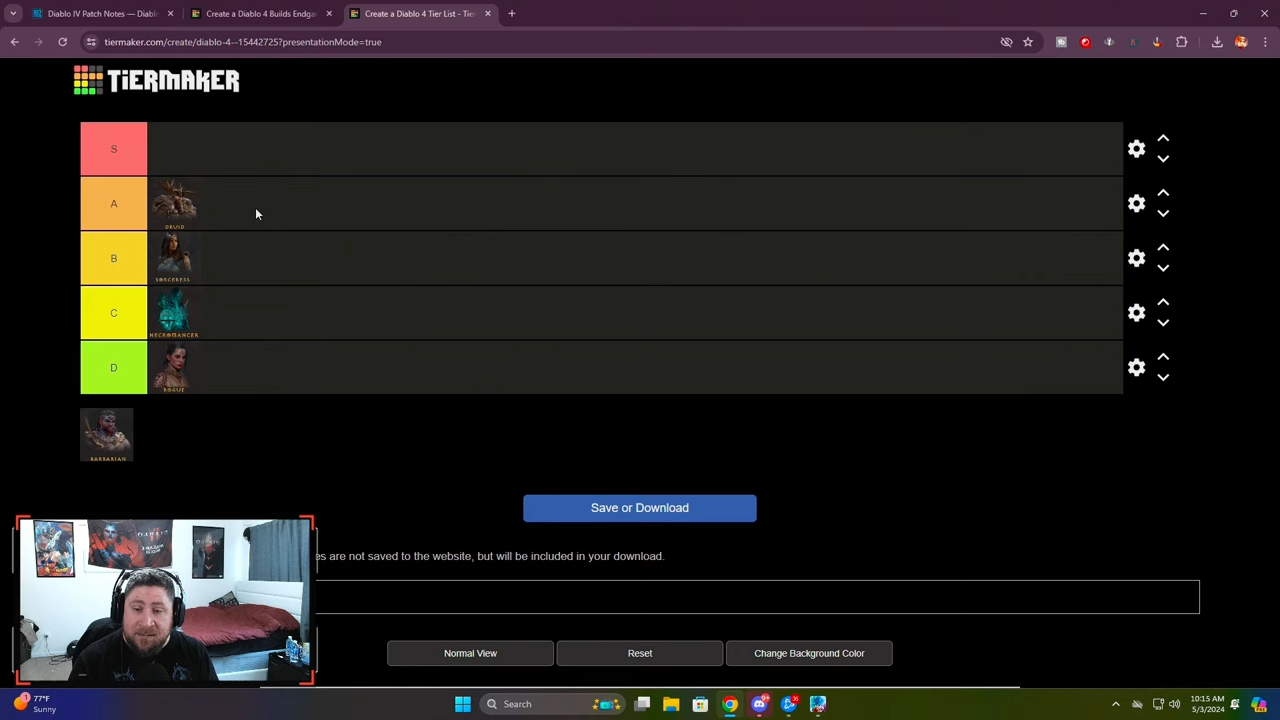 Diablo IV Patch Notes — Diabl
Create a Diablo 4 Builds Endga
Create a Diablo 4 Tier List - Tie
tiermaker.com/create/diablo-4--15442725?presentationMode=true
TIERMAKER
S
A
DRUID
B
SORCERESS
C
NECROMANCER
D
ROGUE
BARBARIAN
Save or Download
es are not saved to the website, but will be included in your download.
Normal View
Reset
Change Background Color
77°F
Sunny
Search
10:15 AM
5/3/2024